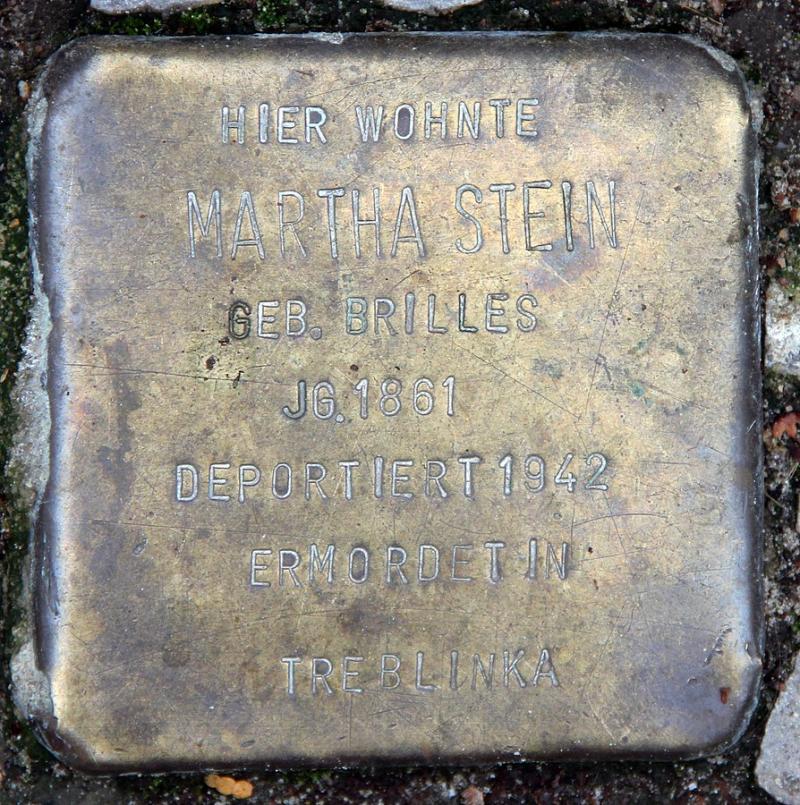 HIER WOHNTE
MARTHA STEIN
GEB. BRILLES
JG. 1861
DEPORTIERT 1942
ERMORDET IN
TREBLINKA